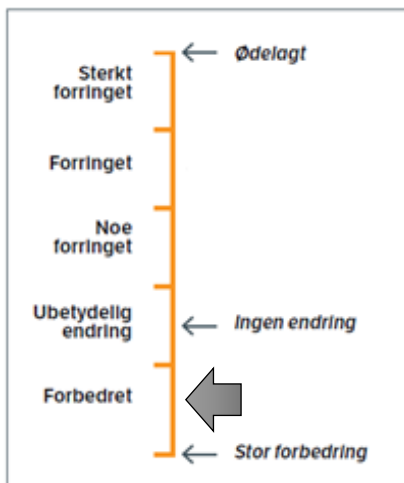 Ødelagt
Sterkt
forringet
Forringet
Noe
forringet
Ubetydelig
endring
Ingen endring
Forbedret
Stor forbedring